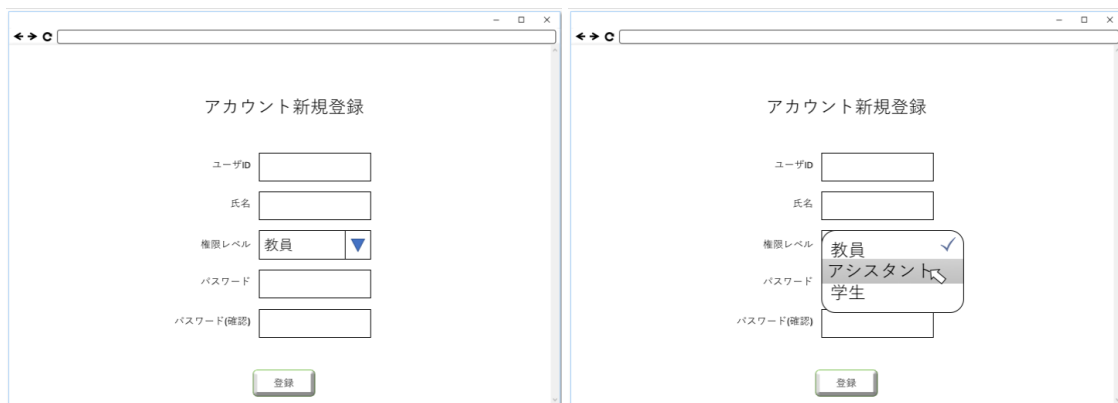 アカウント新規登録
ユーザID
氏名
権限レベル 教員
パスワード
パスワード(確認)
登録
アカウント新規登録
ユーザID
氏名
権限レベル 教員
アシスタント
パスワード
学生
パスワード(確認)
登録